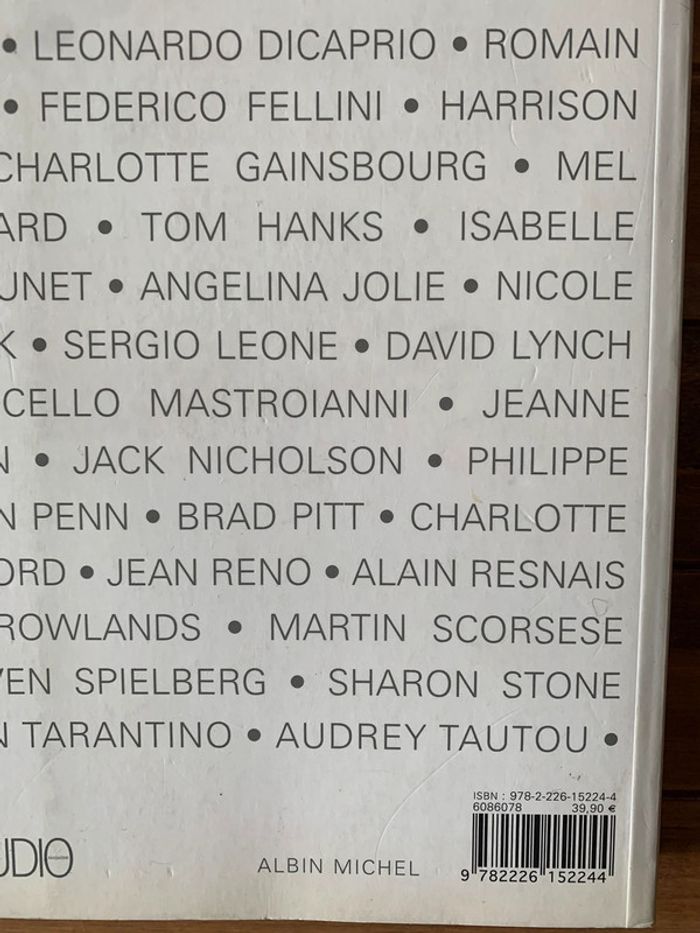 • LEONARDO DICAPRIO • ROMAIN
• FEDERICO FELLINI • HARRISON
CHARLOTTE GAINSBOURG • MEL
ARD • TOM HANKS • ISABELLE
UNET • ANGELINA JOLIE • NICOLE
K • SERGIO LEONE • DAVID LYNCH
CELLO MASTROIANNI • JEANNE
N • JACK NICHOLSON • PHILIPPE
N PENN • BRAD PITT • CHARLOTTE
ORD • JEAN RENO • ALAIN RESNAIS
ROWLANDS • MARTIN SCORSESE
VEN SPIELBERG • SHARON STONE
N TARANTINO • AUDREY TAUTOU •
ISBN : 978-2-226-15224-4
6086078 39,90 €
UDIO
ALBIN MICHEL
9 782226 152244